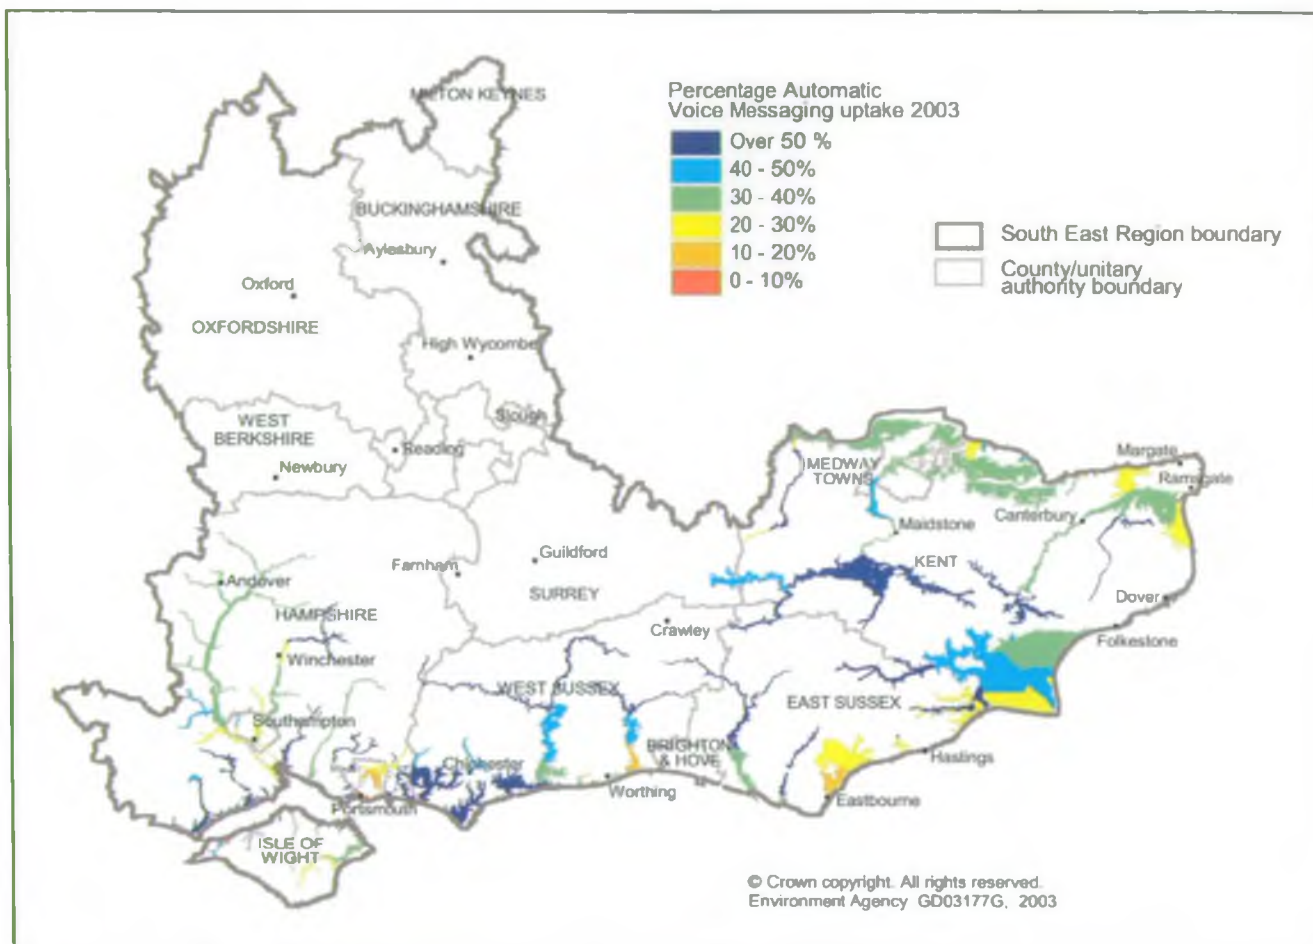 MILTON KEYNES
Percentage Automatic
Voice Messaging uptake 2003
Over 50 %
40 - 50%
30 - 40%
20 - 30%
10 - 20%
0 - 10%
South East Region boundary
County/unitary
authority boundary
BUCKINGHAMSHIRE
Aylesbury
Oxford
OXFORDSHIRE
High Wycombe
WEST
BERKSHIRE
Slough
Reading
Newbury
MEDWAY
TOWNS
Margate
Ramsgate
Canterbury
Maidstone
KENT
Dover
Folkestone
Andover
HAMPSHIRE
Farnham
Guildford
SURREY
Crawley
Winchester
WEST SUSSEX
EAST SUSSEX
Southampton
Chichester
BRIGHTON
& HOVE
Hastings
Portsmouth
Worthing
Eastbourne
ISLE OF
WIGHT
© Crown copyright. All rights reserved.
Environment Agency GD03177G, 2003